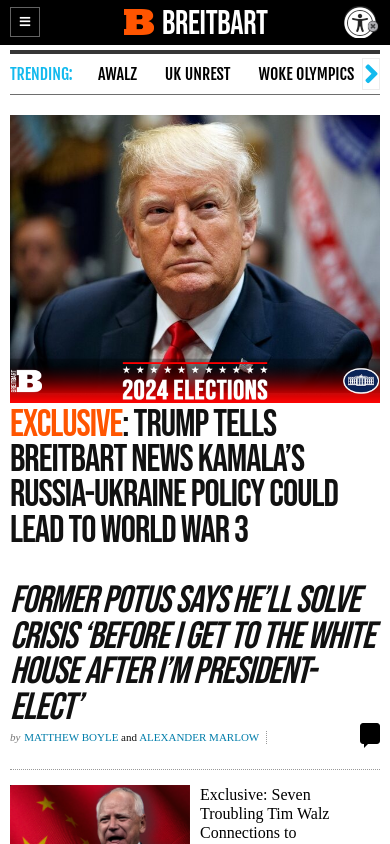 BREITBART
TRENDING:
AWALZ
UK UNREST
WOKE OLYMPICS
BREITBART
B
2024 ELECTIONS
EXCLUSIVE: TRUMP TELLS
BREITBART NEWS KAMALA’S
RUSSIA-UKRAINE POLICY COULD
LEAD TO WORLD WAR 3
FORMER POTUS SAYS HE’LL SOLVE
CRISIS ‘BEFORE I GET TO THE WHITE
HOUSE AFTER I’M PRESIDENT-
ELECT’
by MATTHEW BOYLE and ALEXANDER MARLOW
Exclusive: Seven
Troubling Tim Walz
Connections to